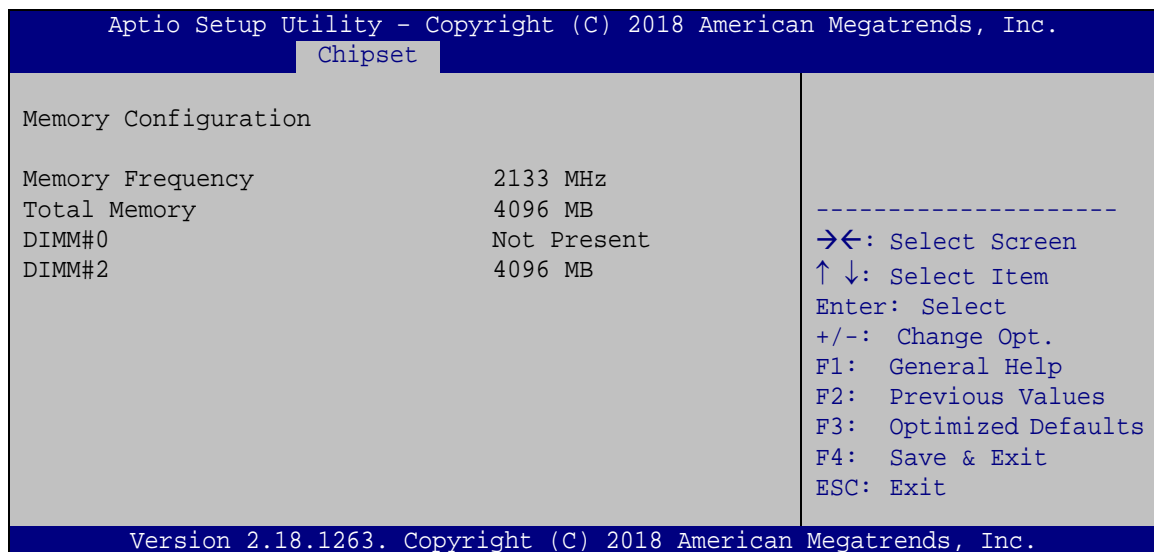 Aptio Setup Utility – Copyright (C) 2018 American Megatrends, Inc.
Chipset
Memory Configuration
Memory Frequency 2133 MHz
Total Memory 4096 MB
DIMM#0 Not Present
DIMM#2 4096 MB
---------------------
→←: Select Screen
↑ ↓: Select Item
Enter: Select
+/-: Change Opt.
F1: General Help
F2: Previous Values
F3: Optimized Defaults
F4: Save & Exit
ESC: Exit
Version 2.18.1263. Copyright (C) 2018 American Megatrends, Inc.